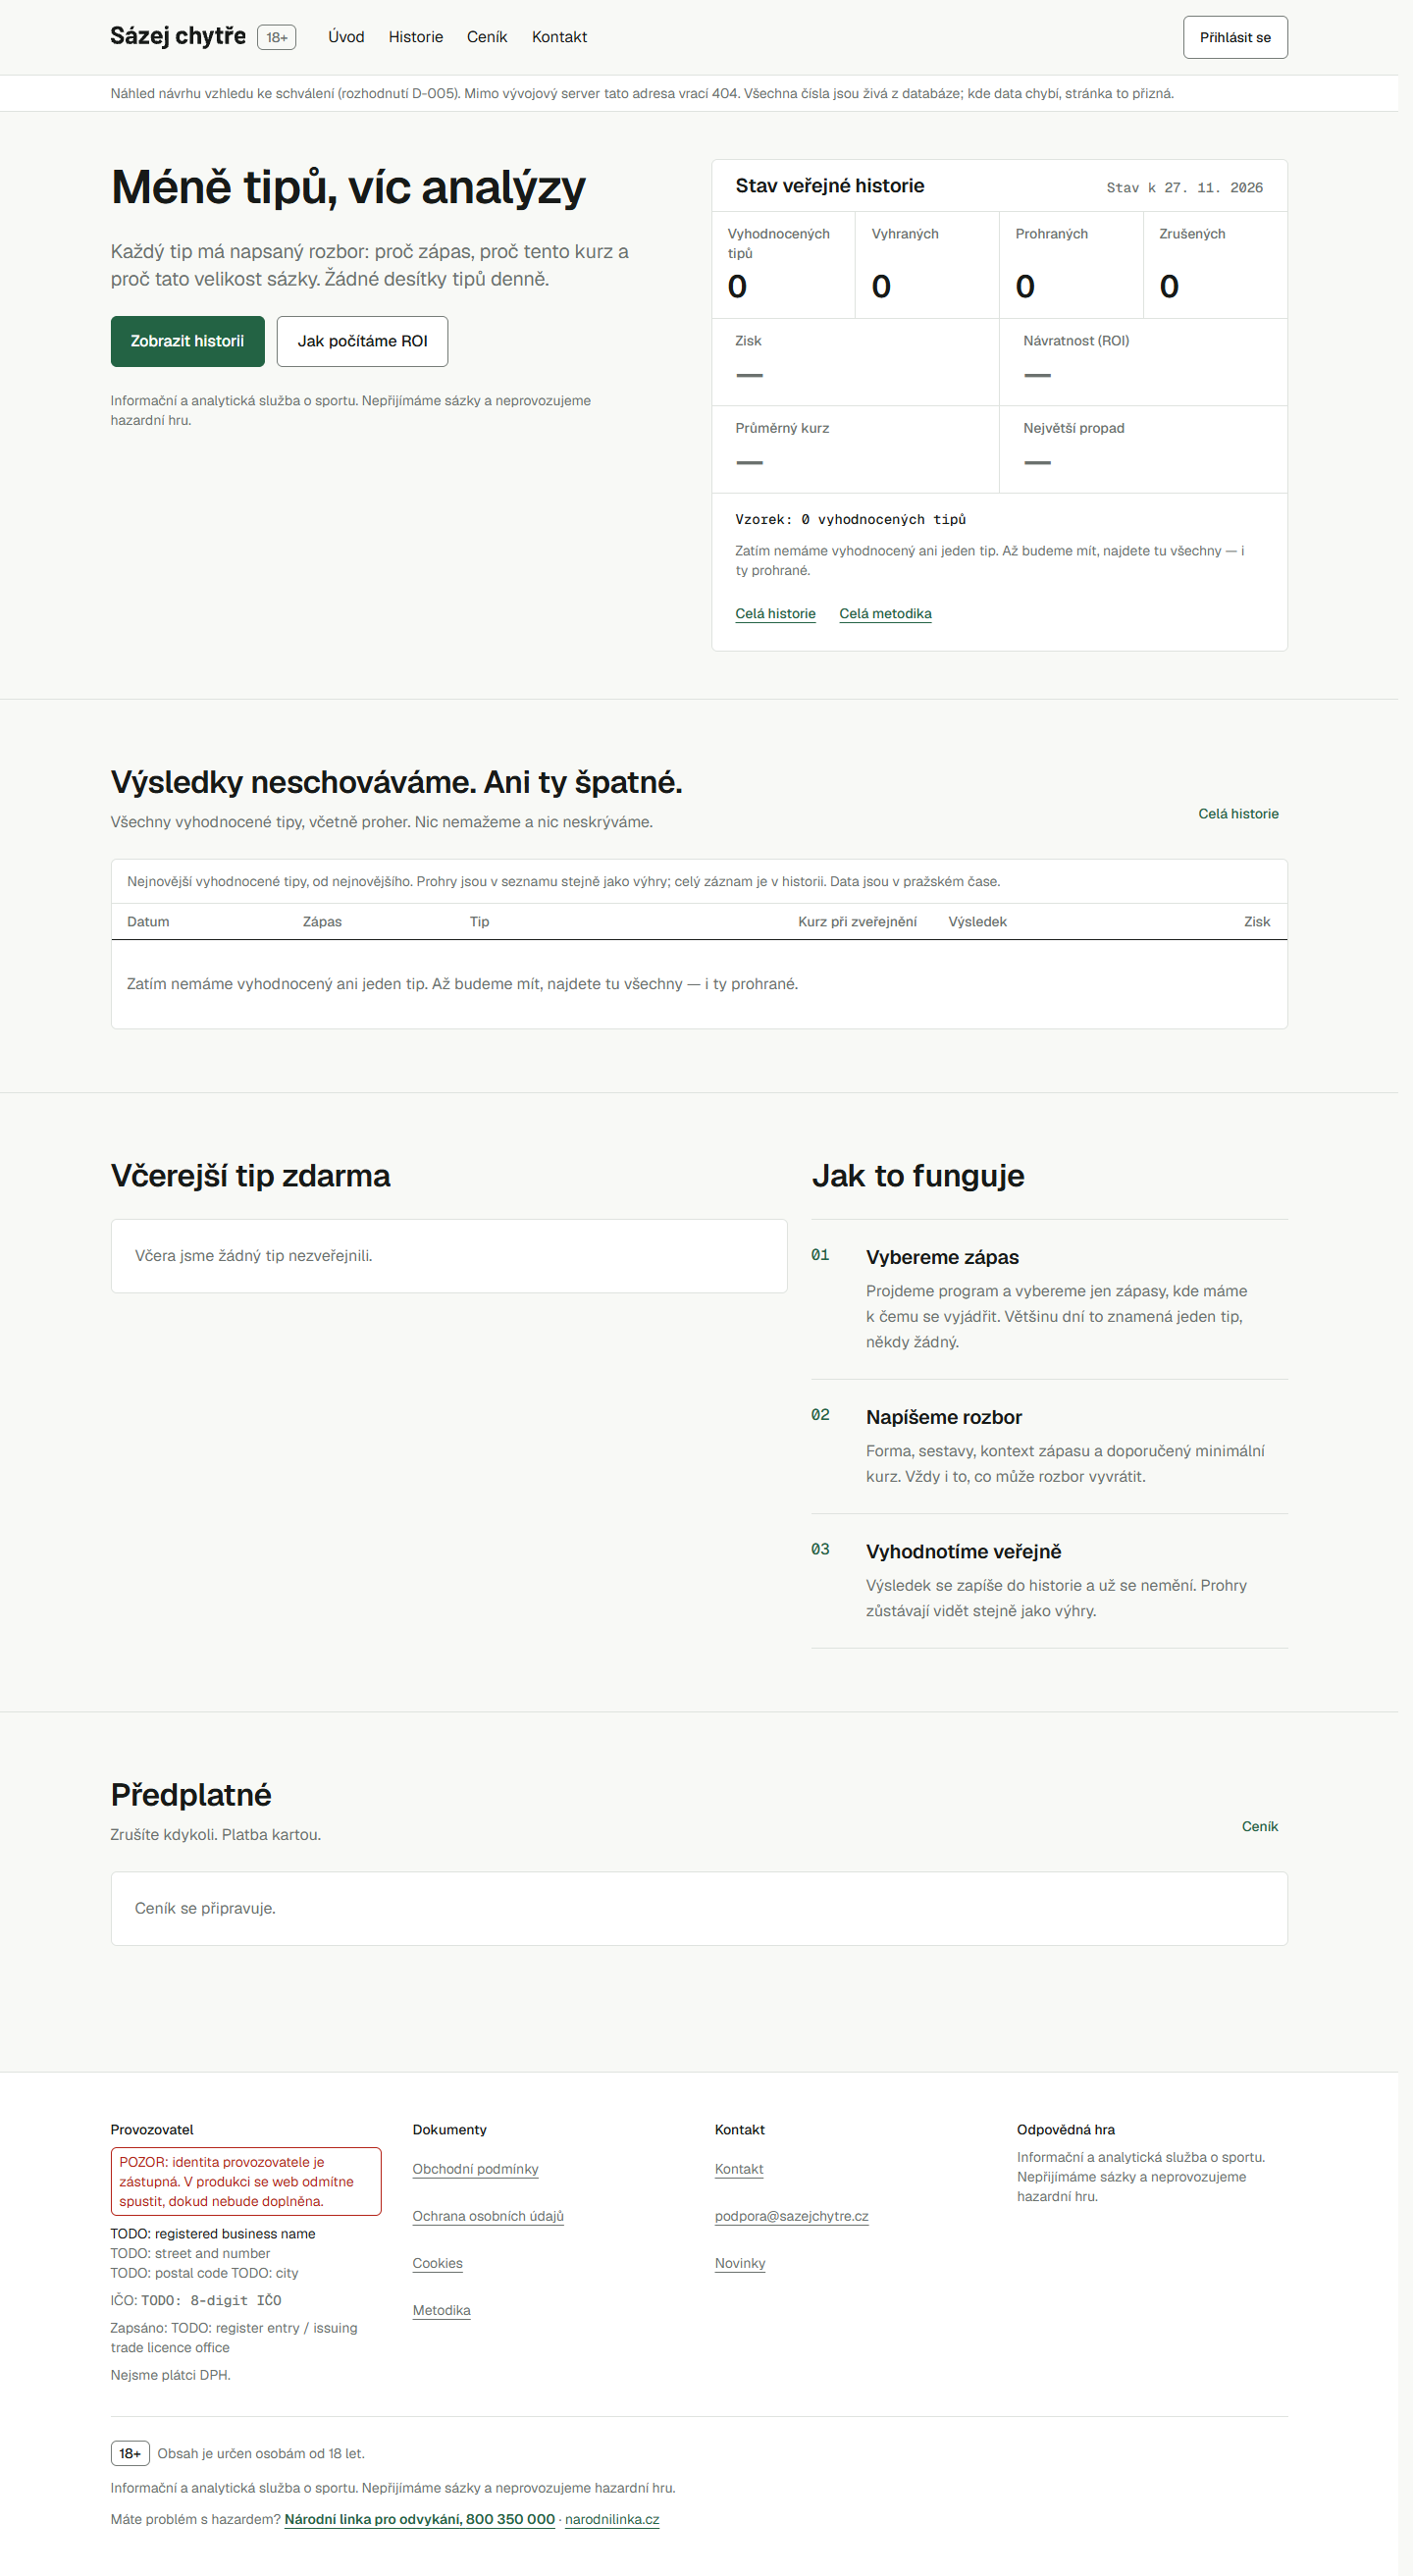 Sázej chytře 18+ Úvod Historie Ceník Kontakt Přihlásit se
Náhled návrhu vzhledu ke schválení (rozhodnutí D-005). Mimo vývojový server tato adresa vrací 404. Všechna čísla jsou živá z databáze; kde data chybí, stránka to přizná.
Méně tipů, víc analýzy
Každý tip má napsaný rozbor: proč zápas, proč tento kurz a
proč tato velikost sázky. Žádné desítky tipů denně.
Zobrazit historii Jak počítáme ROI
Informační a analytická služba o sportu. Nepřijímáme sázky a neprovozujeme
hazardní hru.
Stav veřejné historie Stav k 27. 11. 2026
Vyhodnocených
tipů
0
Vyhraných
0
Prohraných
0
Zrušených
0
Zisk
—
Návratnost (ROI)
—
Průměrný kurz
—
Největší propad
—
Vzorek: 0 vyhodnocených tipů
Zatím nemáme vyhodnocený ani jeden tip. Až budeme mít, najdete tu všechny — i
ty prohrané.
Celá historie Celá metodika
Výsledky neschováváme. Ani ty špatné.
Všechny vyhodnocené tipy, včetně proher. Nic nemažeme a nic neskrýváme.
Celá historie
Nejnovější vyhodnocené tipy, od nejnovějšího. Prohry jsou v seznamu stejně jako výhry; celý záznam je v historii. Data jsou v pražském čase.
Datum Zápas Tip Kurz při zveřejnění Výsledek Zisk
Zatím nemáme vyhodnocený ani jeden tip. Až budeme mít, najdete tu všechny — i ty prohrané.
Včerejší tip zdarma
Včera jsme žádný tip nezveřejnili.
Jak to funguje
01 Vybereme zápas
Projdeme program a vybereme jen zápasy, kde máme
k čemu se vyjádřit. Většinu dní to znamená jeden tip,
někdy žádný.
02 Napíšeme rozbor
Forma, sestavy, kontext zápasu a doporučený minimální
kurz. Vždy i to, co může rozbor vyvrátit.
03 Vyhodnotíme veřejně
Výsledek se zapíše do historie a už se nemění. Prohry
zůstávají vidět stejně jako výhry.
Předplatné
Zrušíte kdykoli. Platba kartou.
Ceník
Ceník se připravuje.
Provozovatel
POZOR: identita provozovatele je
zástupná. V produkci se web odmítne
spustit, dokud nebude doplněna.
TODO: registered business name
TODO: street and number
TODO: postal code TODO: city
IČO: TODO: 8-digit IČO
Zapsáno: TODO: register entry / issuing
trade licence office
Nejsme plátci DPH.
Dokumenty
Obchodní podmínky
Ochrana osobních údajů
Cookies
Metodika
Kontakt
Kontakt
podpora@sazejchytre.cz
Novinky
Odpovědná hra
Informační a analytická služba o sportu.
Nepřijímáme sázky a neprovozujeme
hazardní hru.
18+ Obsah je určen osobám od 18 let.
Informační a analytická služba o sportu. Nepřijímáme sázky a neprovozujeme hazardní hru.
Máte problém s hazardem? Národní linka pro odvykání, 800 350 000 · narodnilinka.cz